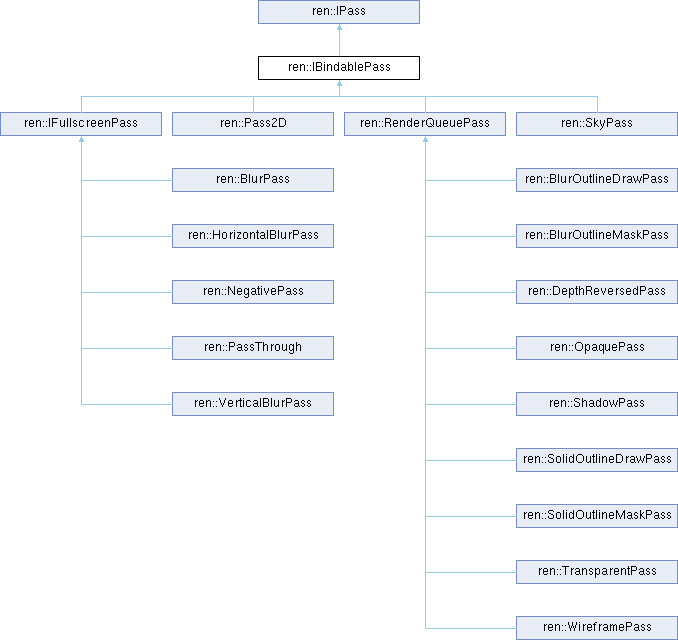 ren::IPass
ren::IBindablePass
ren::IFullscreenPass
ren::Pass2D
ren::RenderQueuePass
ren::SkyPass
ren::BlurPass
ren::BlurOutlineDrawPass
ren::HorizontalBlurPass
ren::BlurOutlineMaskPass
ren::NegativePass
ren::DepthReversedPass
ren::PassThrough
ren::OpaquePass
ren::VerticalBlurPass
ren::ShadowPass
ren::SolidOutlineDrawPass
ren::SolidOutlineMaskPass
ren::TransparentPass
ren::WireframePass